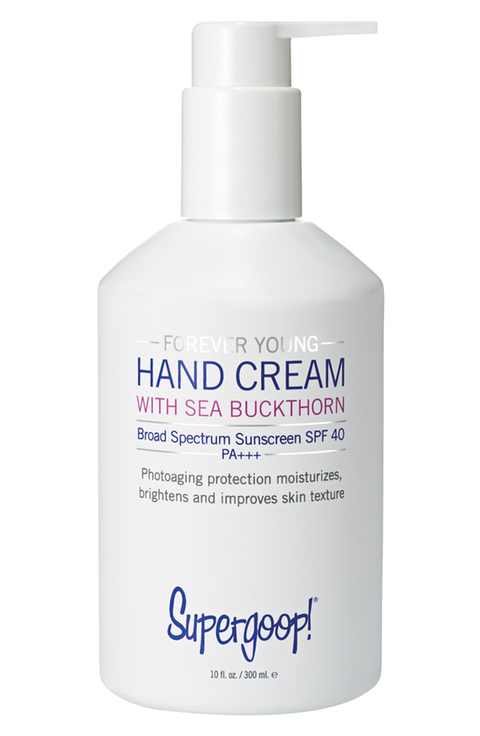 FOREVER YOUNG
HAND CREAM
WITH SEA BUCKTHORN
Broad Spectrum Sunscreen SPF 40
PA+++
Photoaging protection moisturizes,
brightens and improves skin texture
Supergoop!®
10 fl. oz. / 300 ml. ℮